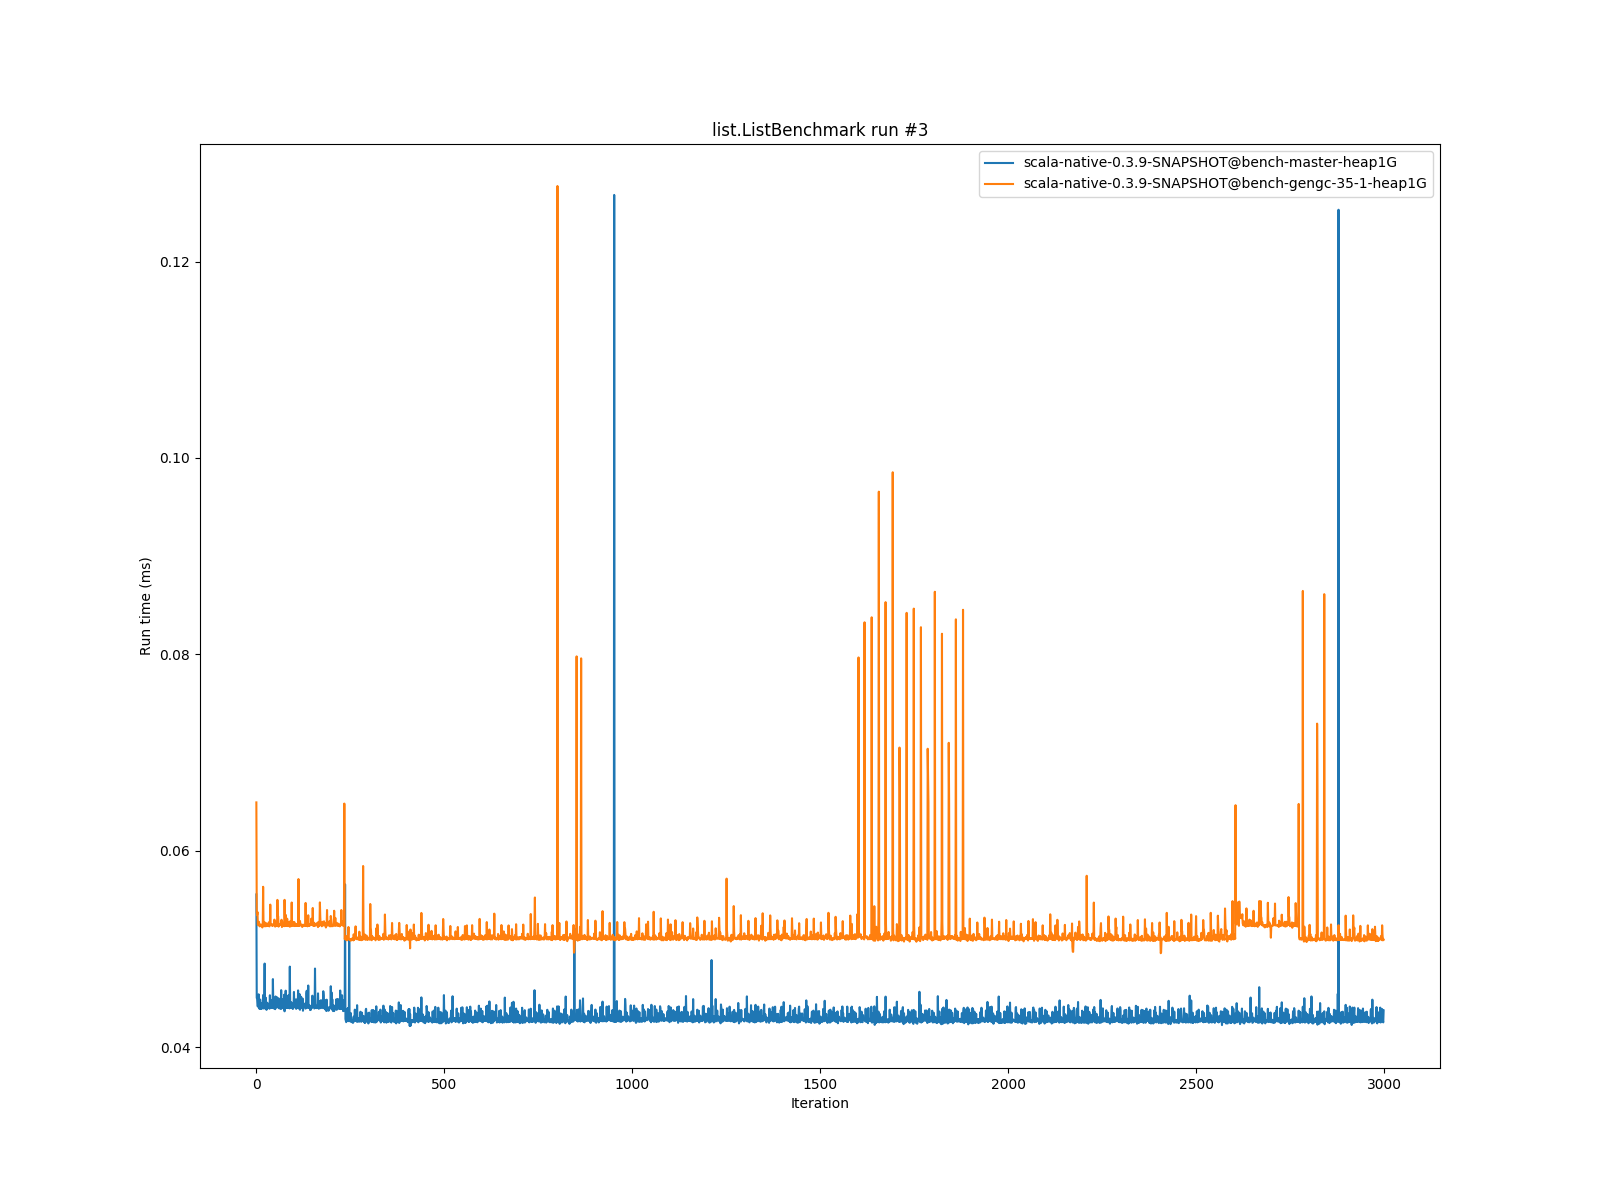 list.ListBenchmark run #3
scala-native-0.3.9-SNAPSHOT@bench-master-heap1G
scala-native-0.3.9-SNAPSHOT@bench-gengc-35-1-heap1G
0.12
0.10
0.08
0.06
0.04
Run time (ms)
0 500 1000 1500 2000 2500 3000
Iteration